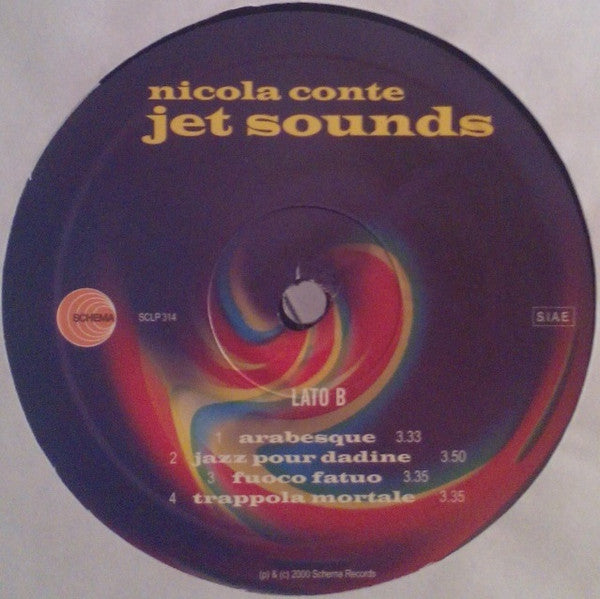 nicola conte
jet sounds
SCHEMA
SCLP 314
SIAE
LATO B
1 arabesque 3.33
2 jazz pour dadine 3.50
3 fuoco fatuo 3.35
4 trappola mortale 3.35
(p) & (c) 2000 Schema Records